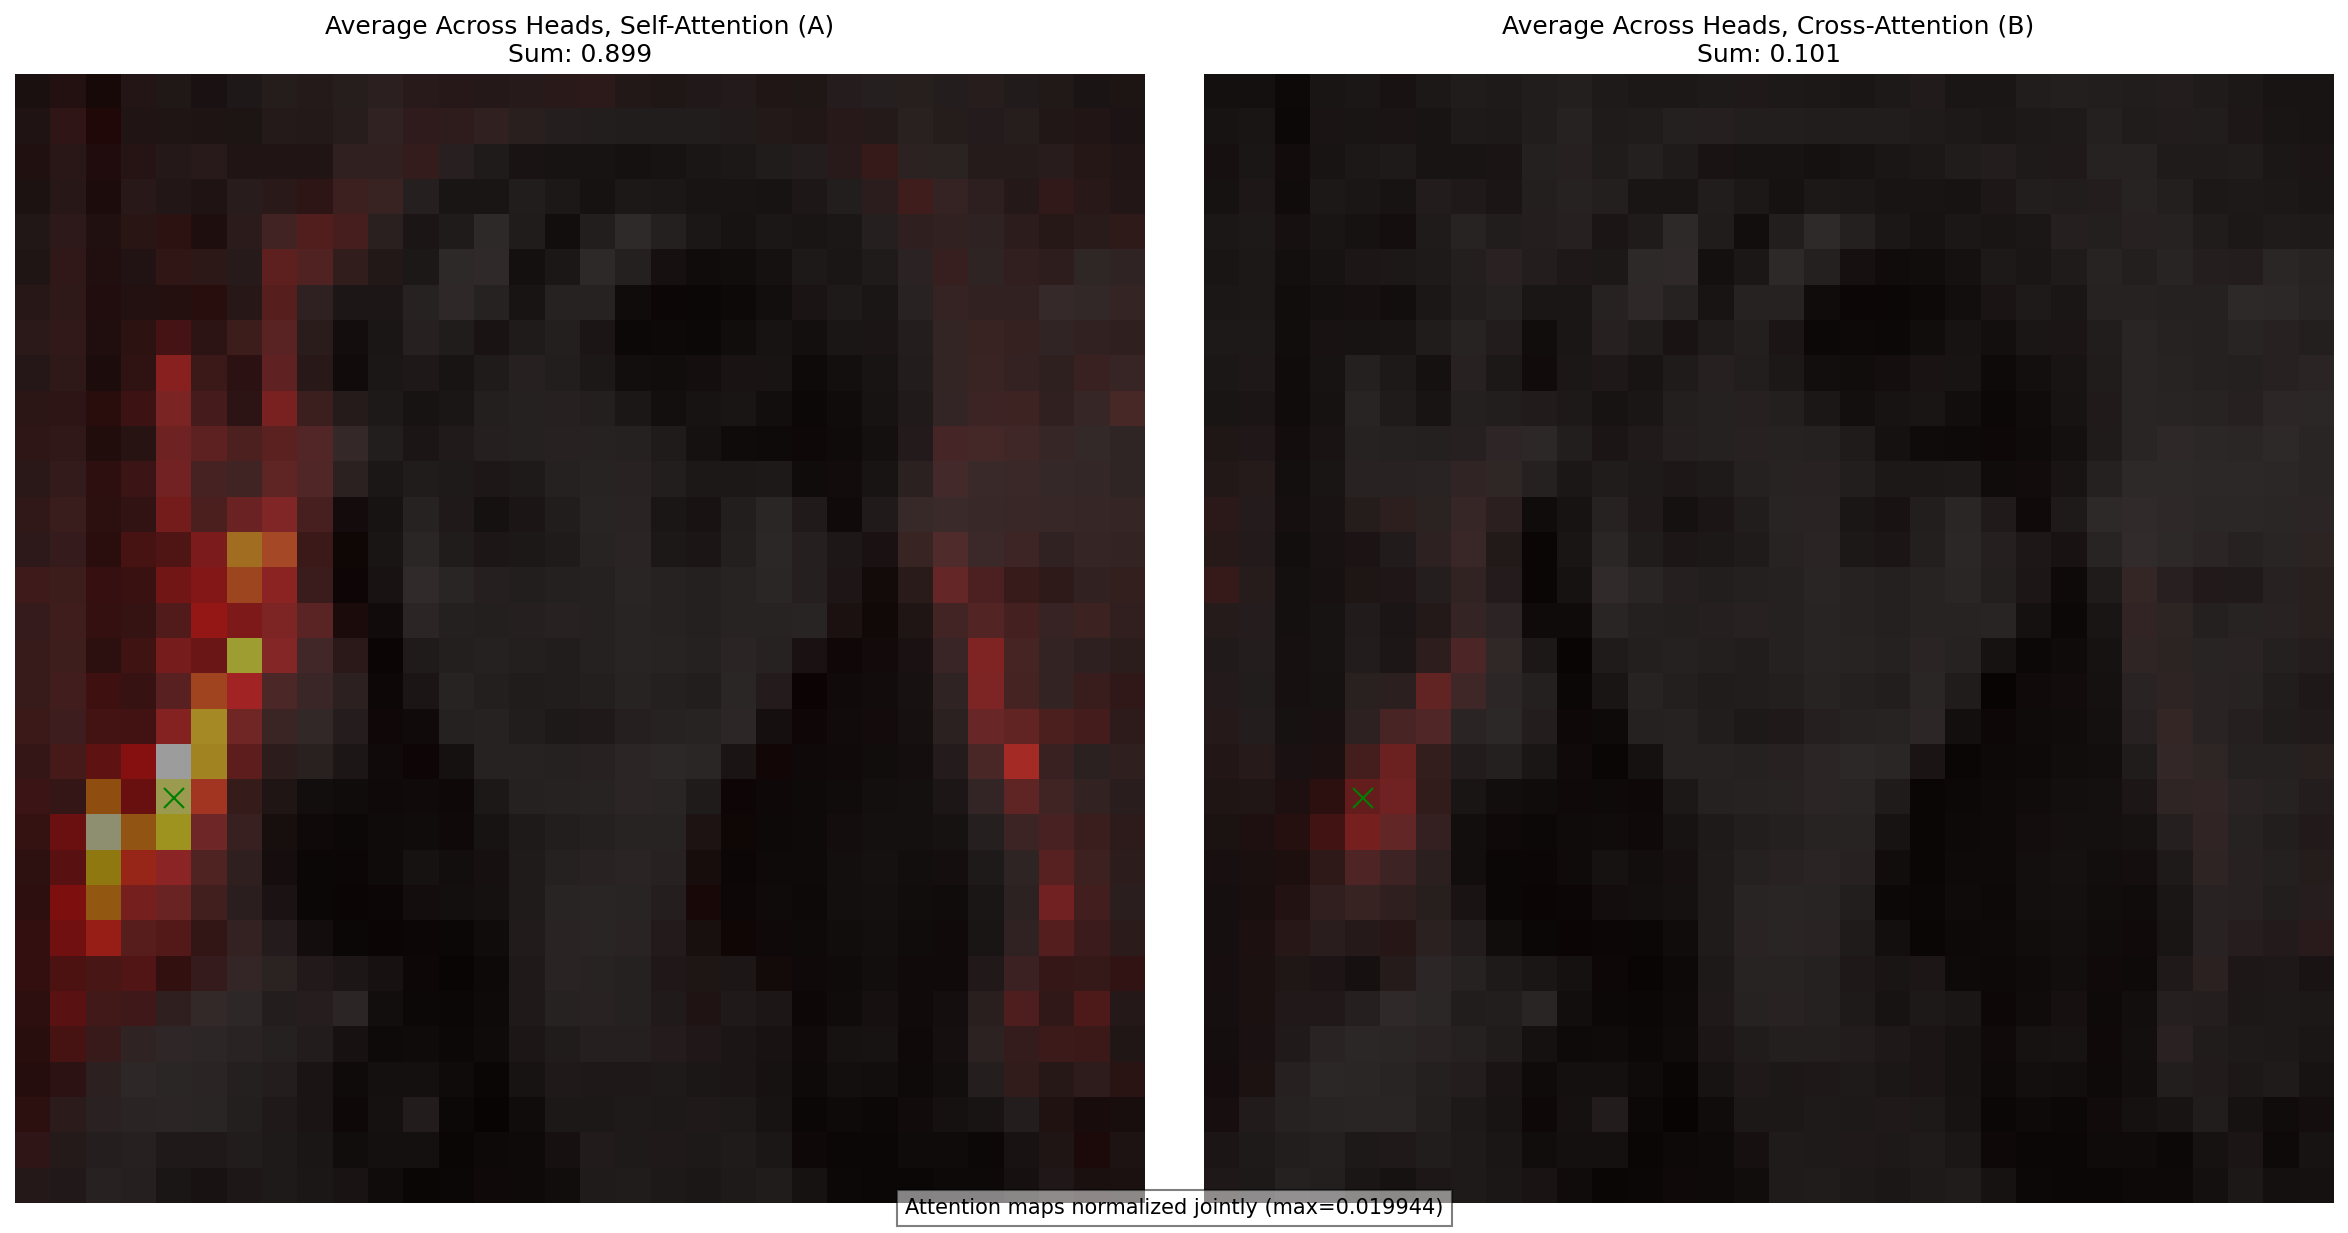 Average Across Heads, Self-Attention (A)
Sum: 0.899
Average Across Heads, Cross-Attention (B)
Sum: 0.101
Attention maps normalized jointly (max=0.019944)